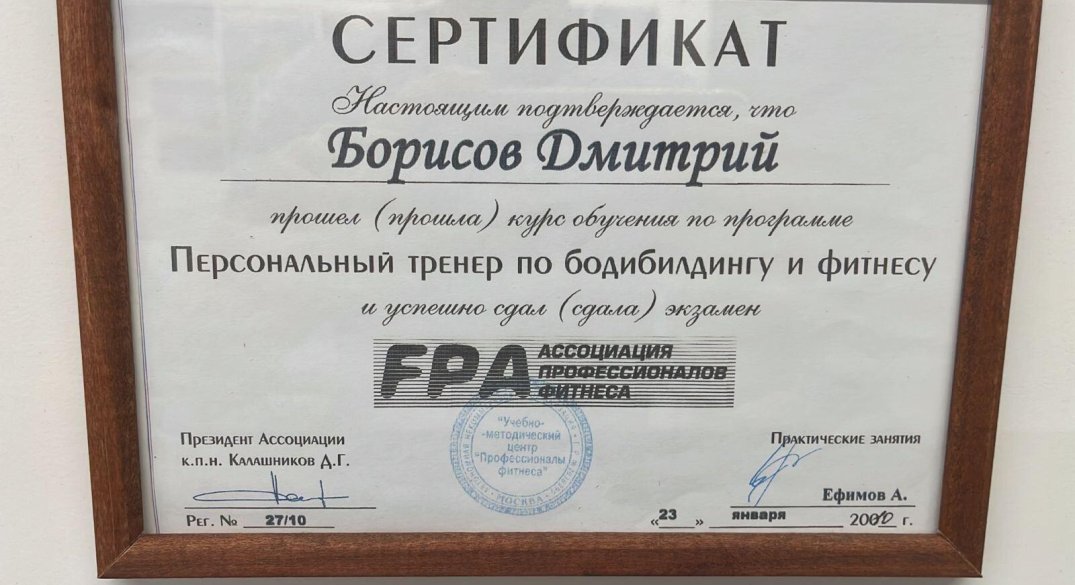 СЕРТИФИКАТ
Настоящим подтверждается, что
Борисов Дмитрий
прошел (прошла) курс обучения по программе
Персональный тренер по бодибилдингу и фитнесу
и успешно сдал (сдала) экзамен
FPA АССОЦИАЦИЯ
ПРОФЕССИОНАЛОВ
ФИТНЕСА
"Учебно-
-методический
центр
"Профессионалы
фитнеса"
МОСКВА
Президент Ассоциации
к.п.н. Калашников Д.Г.
Рег. № 27/10
Практические занятия
Ефимов А.
«23» января г.